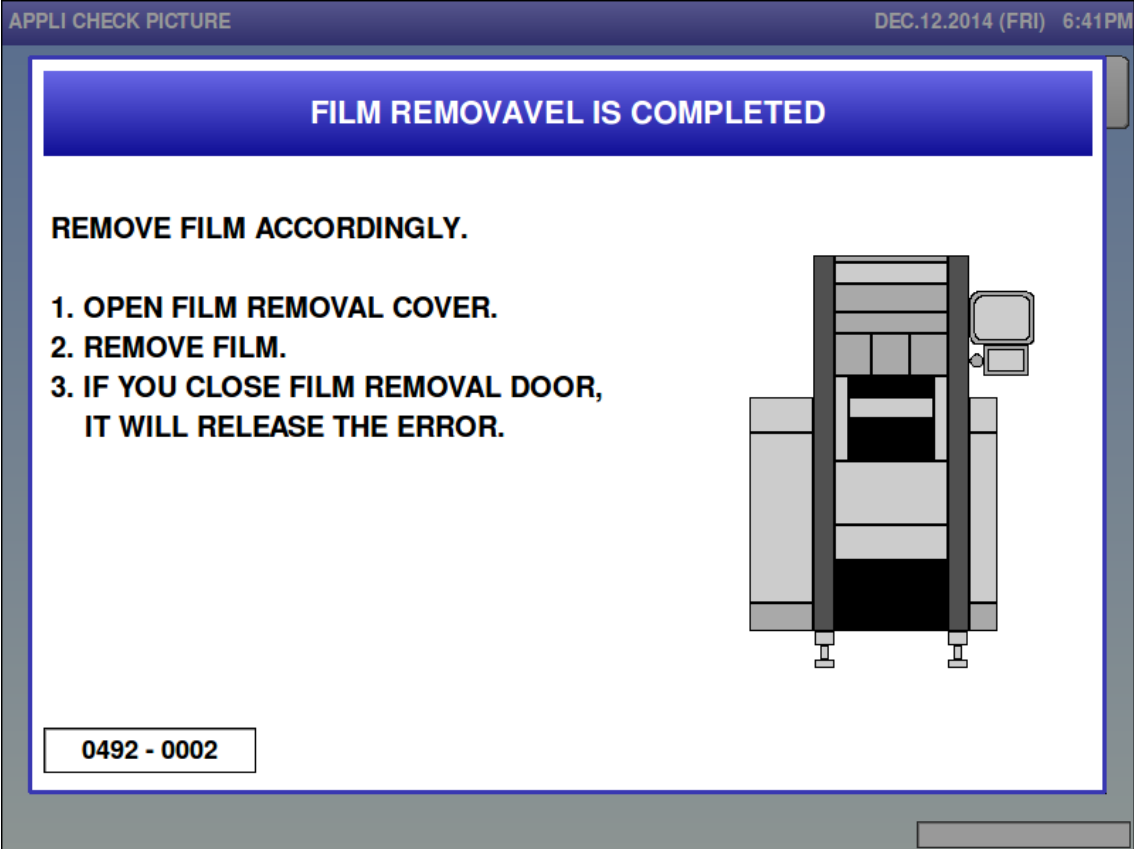 APPLI CHECK PICTURE
DEC.12.2014 (FRI) 6:41PM
FILM REMOVAVEL IS COMPLETED
REMOVE FILM ACCORDINGLY.
1. OPEN FILM REMOVAL COVER.
2. REMOVE FILM.
3. IF YOU CLOSE FILM REMOVAL DOOR,
IT WILL RELEASE THE ERROR.
0492 - 0002